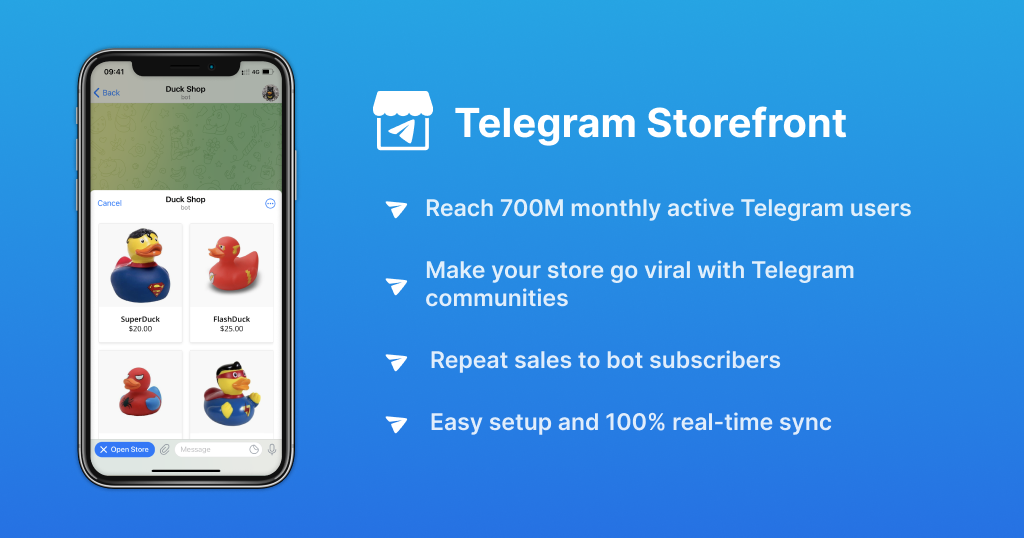 09:41
4G
Back
Duck Shop
bot
Cancel
Duck Shop
bot
SuperDuck
$20.00
FlashDuck
$25.00
Open Store
Message
Telegram Storefront
Reach 700M monthly active Telegram users
Make your store go viral with Telegram
communities
Repeat sales to bot subscribers
Easy setup and 100% real-time sync